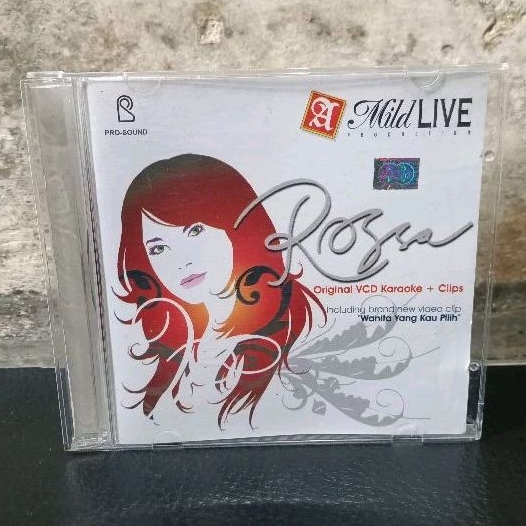 PRO-SOUND
A Mild LIVE
PRODUCTION
Rossa
Original VCD Karaoke + Clips
Including brand new video clip
"Wanita Yang Kau Pilih"